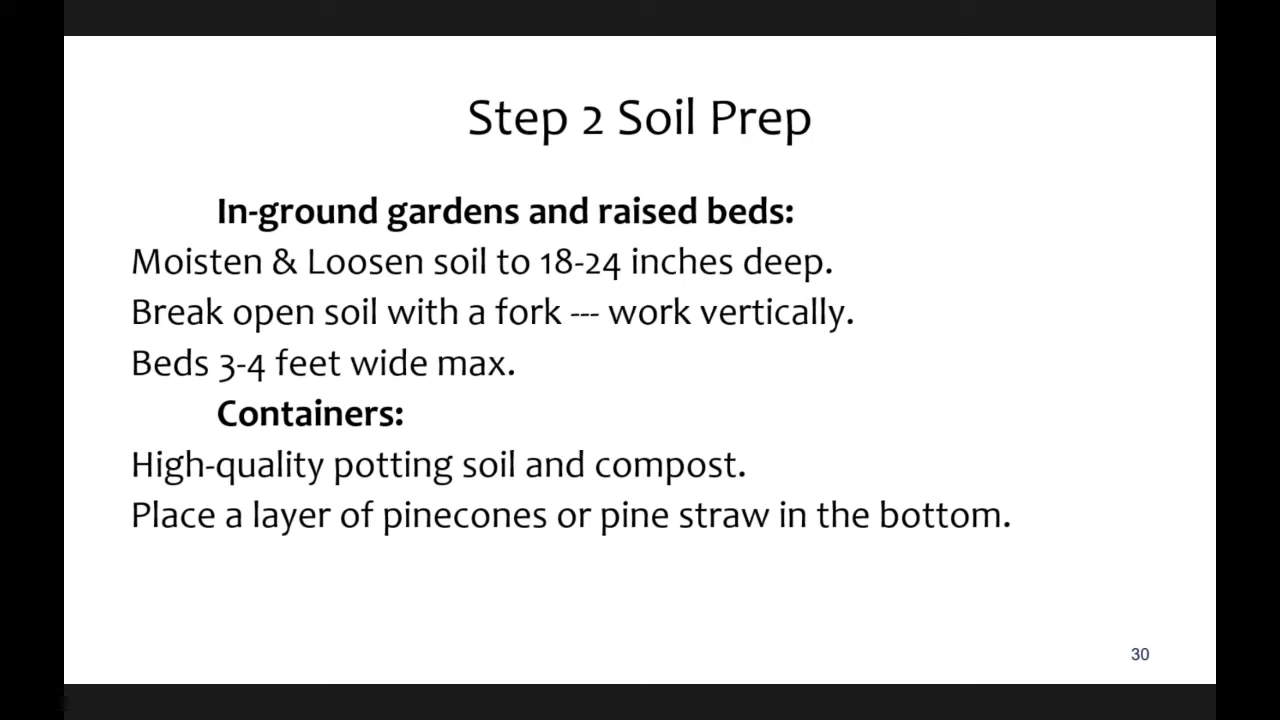 Step 2 Soil Prep
In-ground gardens and raised beds:
Moisten & Loosen soil to 18-24 inches deep.
Break open soil with a fork --- work vertically.
Beds 3-4 feet wide max.
Containers:
High-quality potting soil and compost.
Place a layer of pinecones or pine straw in the bottom.
30